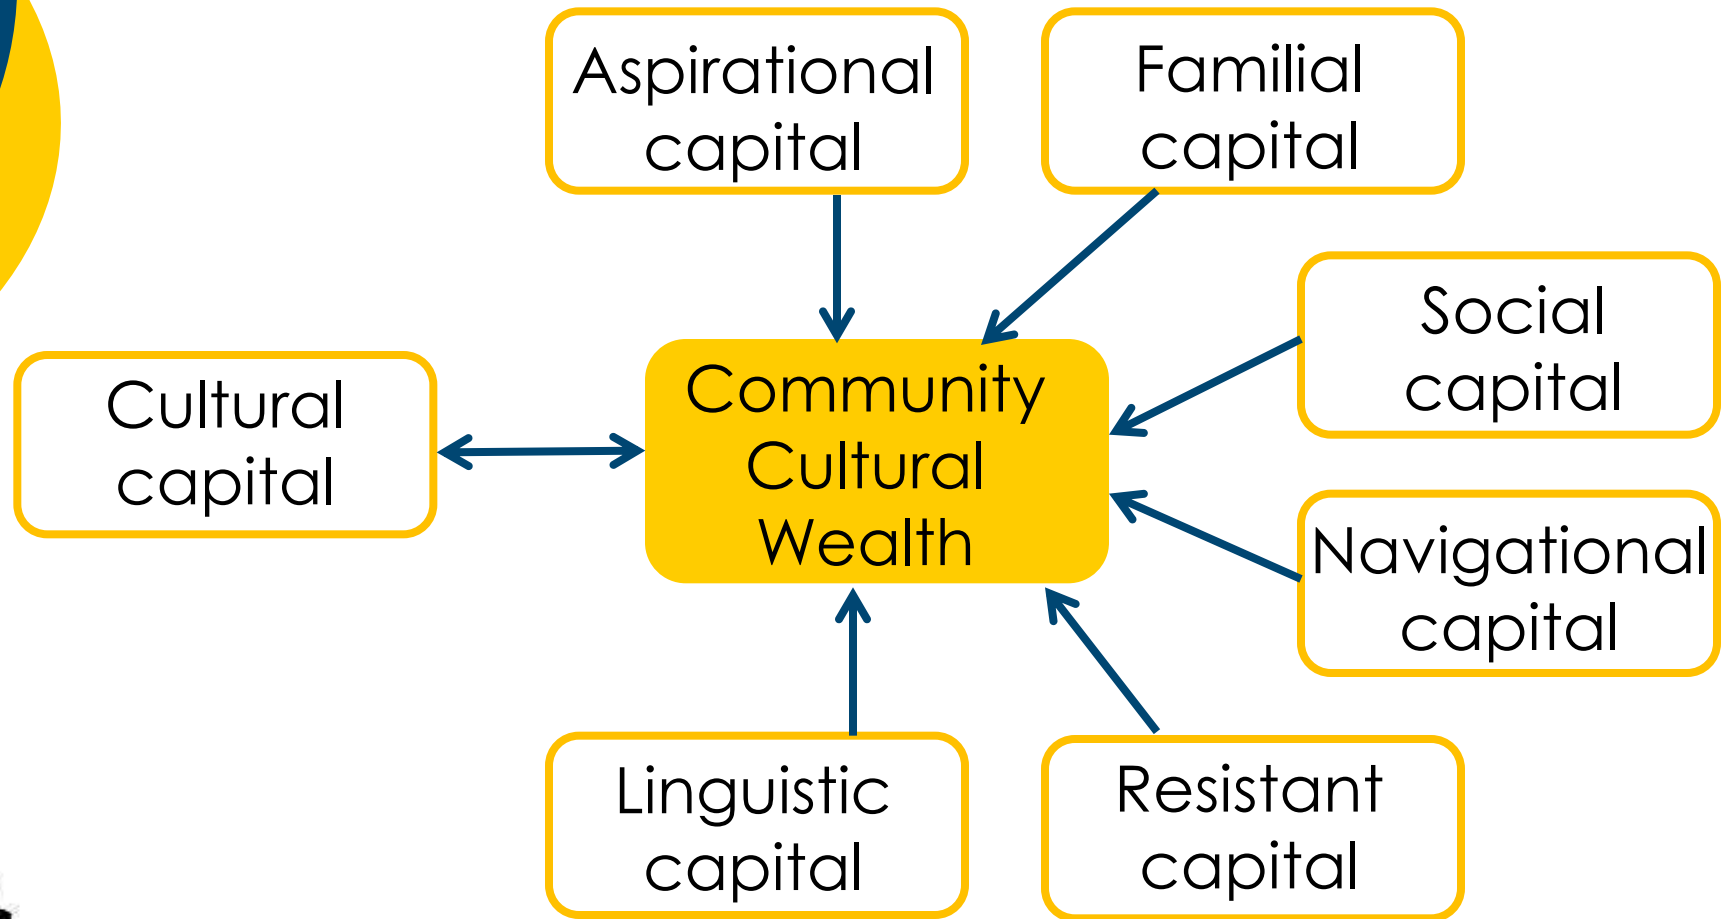 Aspirational
capital
Familial
capital
Social
capital
Cultural
capital
Community
Cultural
Wealth
Navigational
capital
Linguistic
capital
Resistant
capital